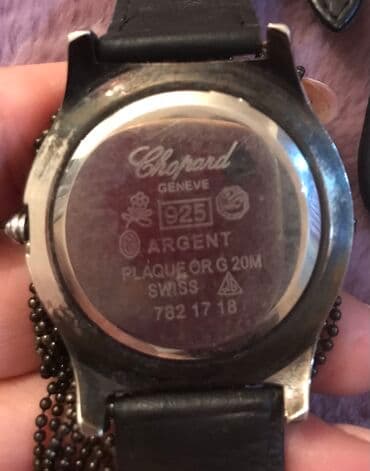 Chopard
GENEVE
925
ARGENT
PLAQUE OR G 20M
SWISS
782 17 18